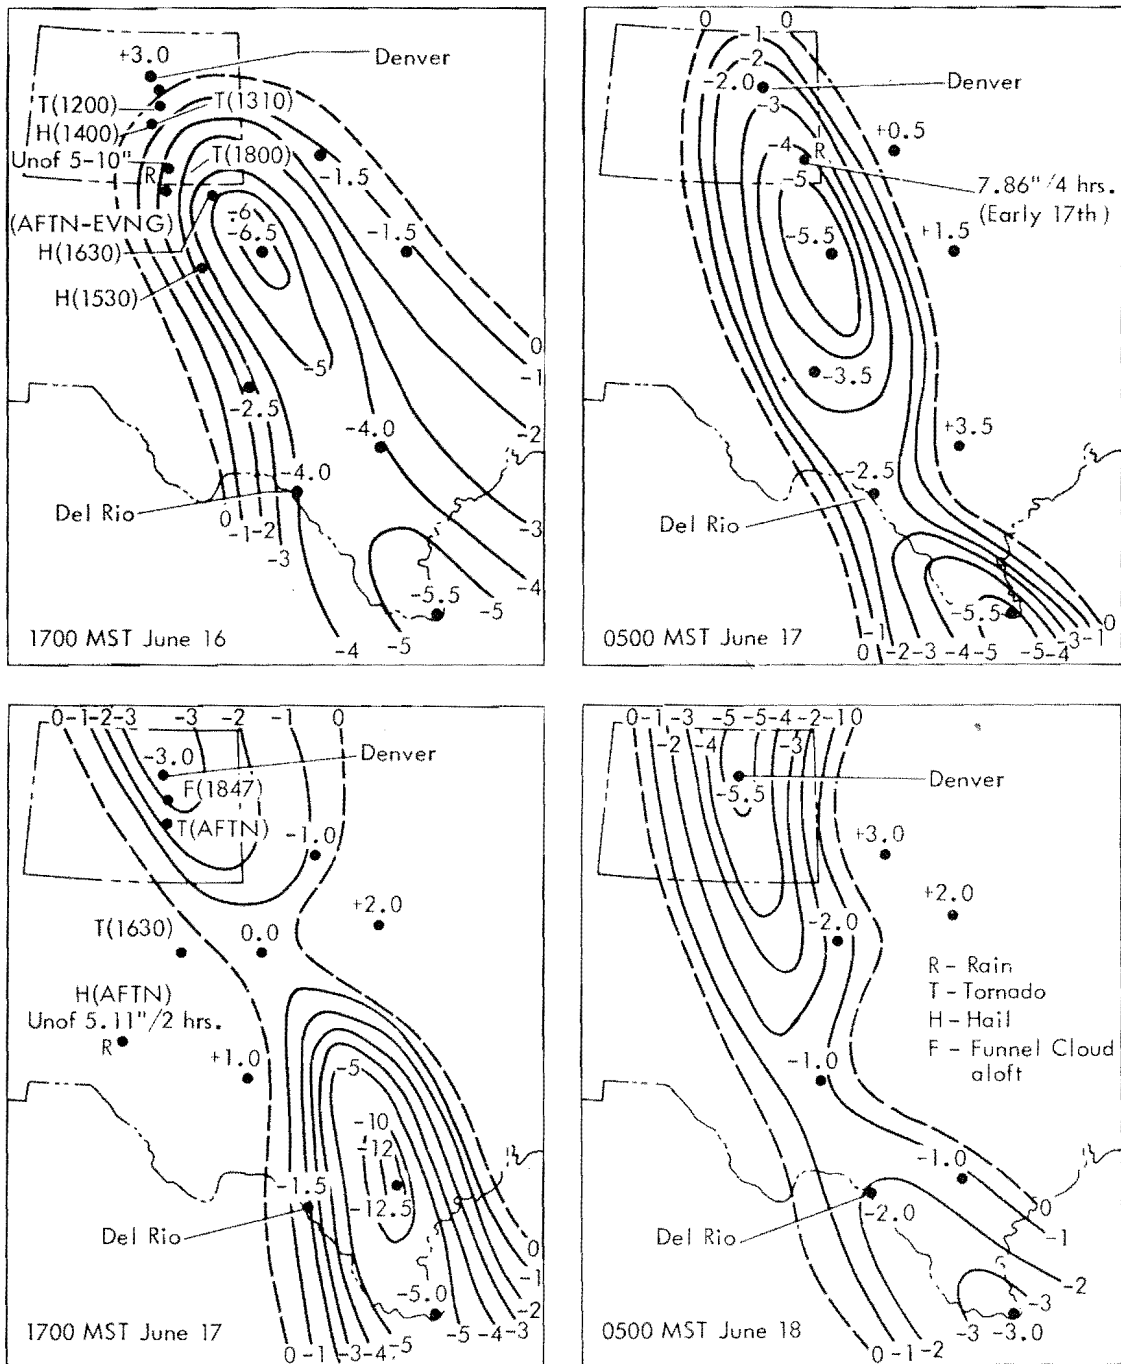 +3.0
Denver
T(1200)
T(1310)
H(1400)
Unof 5-10"
T(1800)
R
-1.5
(AFTN-EVNG)
-6
-6.5
-1.5
H(1630)
H(1530)
0
-5
-1
-2.5
-4.0
-2
-4.0
Del Rio
0
-1
-2
-3
-3
-4
-5.5
-5
1700 MST June 16
-4
-5
0
0
-1
-2
-2.0
Denver
-3
+0.5
-4
R
-5
7.86"/4 hrs.
(Early 17th)
+1.5
-5.5
-3.5
+3.5
-2.5
Del Rio
-5.5
0
0500 MST June 17
-1
0
-2
-3
-4
-5
-5
-4
-3
-1
0 -1 -2 -3
-3
-2
-1
0
-3.0
Denver
F(1847)
T(AFTN)
-1.0
+2.0
T(1630)
0.0
H(AFTN)
Unof 5.11"/2 hrs.
R
+1.0
-5
-10
-12
-1.5
-12.5
Del Rio
0
-1
-5.0
-2
1700 MST June 17
0
-1
-3
-4
-5
-5
-4
-3
0 -1
-3
-5
-5
-4
-2
-1 0
-2
-4
-3
Denver
-5.5
+3.0
+2.0
-2.0
R - Rain
T - Tornado
H - Hail
F - Funnel Cloud
aloft
-1.0
-1.0
0
-2.0
Del Rio
-1
-2
-3
0500 MST June 18
0
-1
-2
-3
-3.0